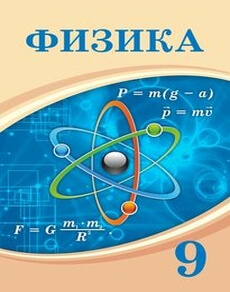 ФИЗИКА
P = m(g − a)
p⃗ = mv⃗
F = G m₁ · m₂ / R²
9